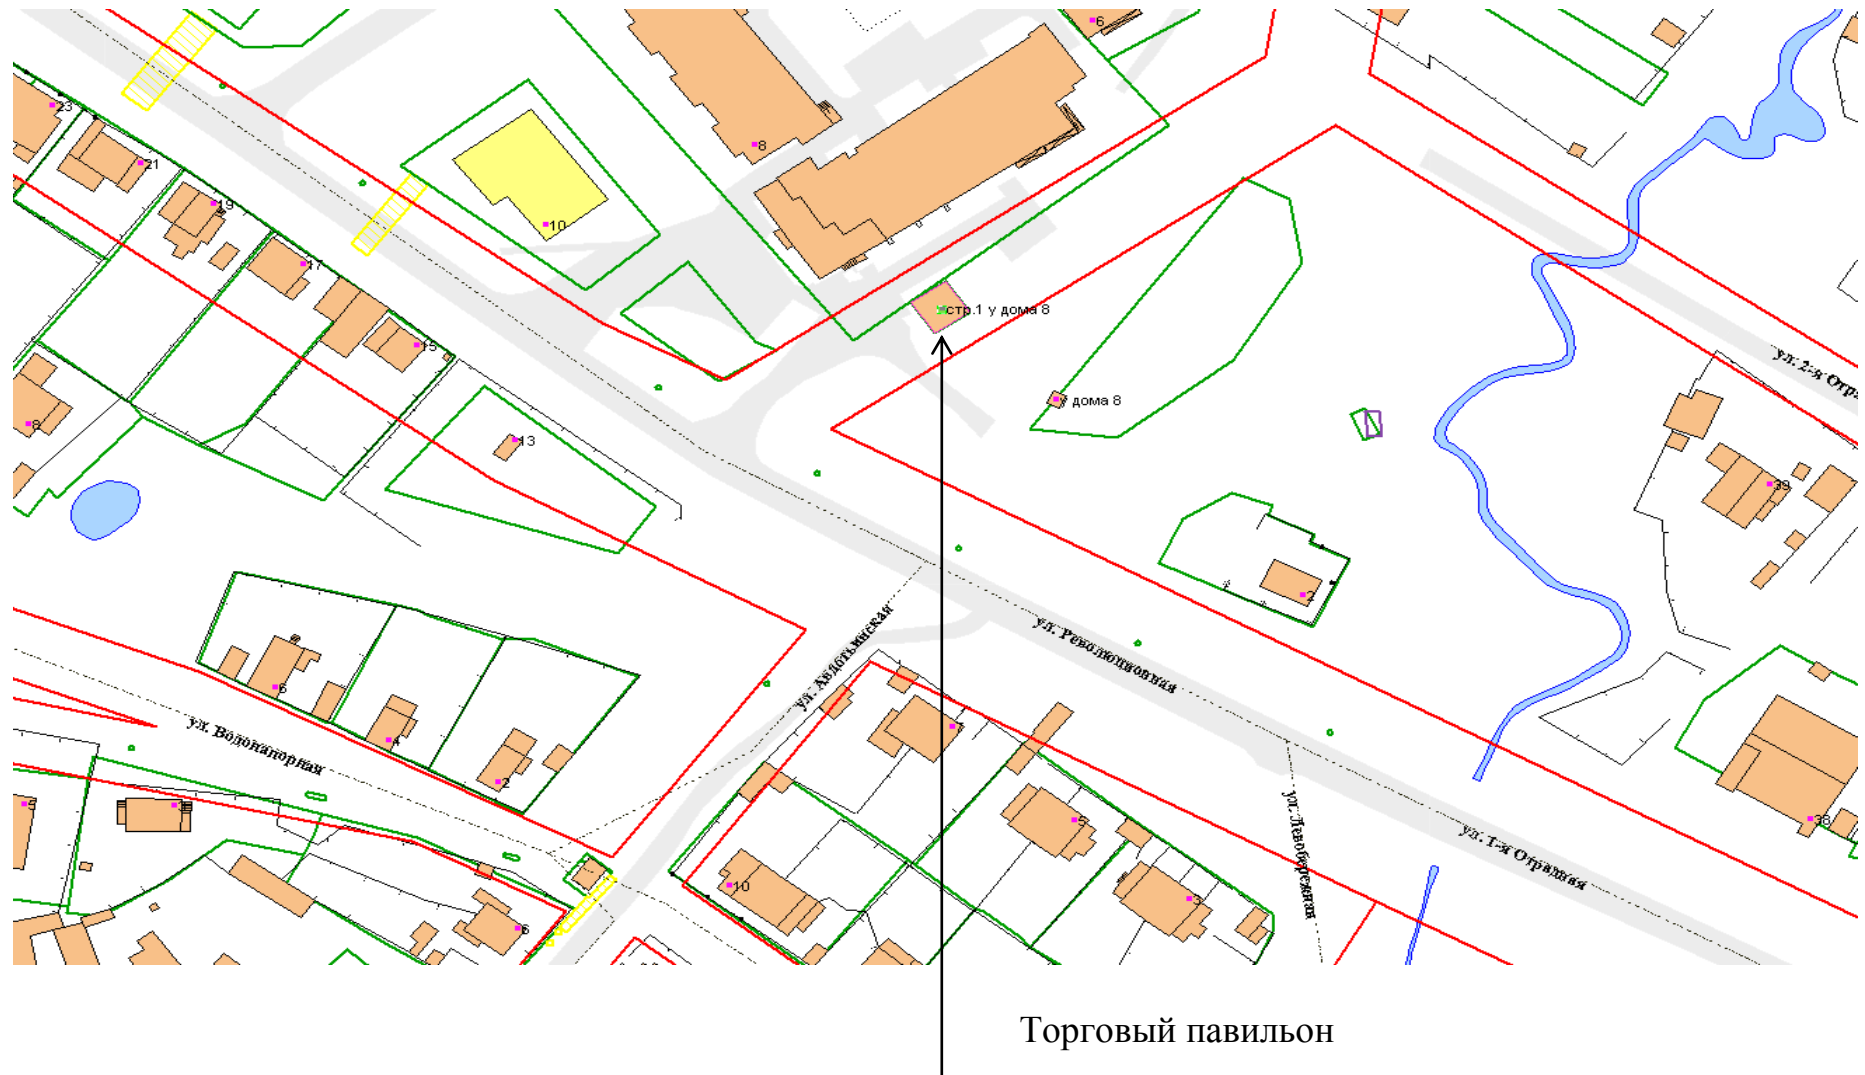 6
23
8
21
19
10
17
стр.1 у дома 8
15
ул. 2-я Отра
у дома 8
8
13
39
2
ул. Авдотьинская
ул. Революционная
6
ул. Водонапорная
4
2
5
3
5
ул. Левобережная
38
ул. 1-я Отрадная
10
3
6
Торговый павильон